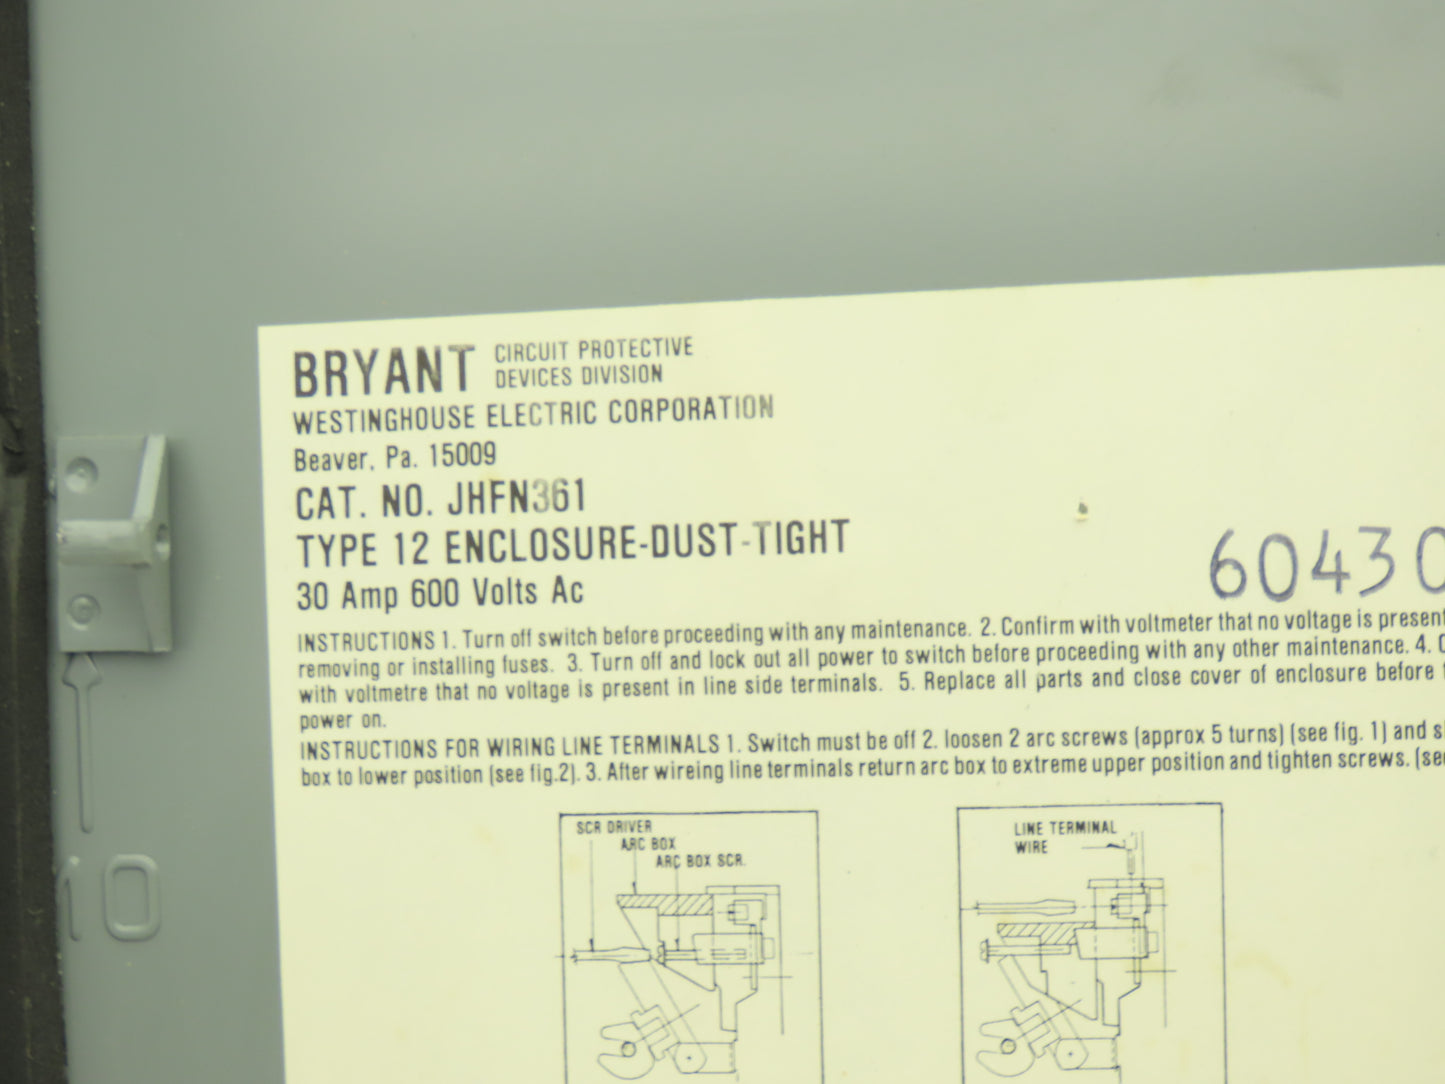 BRYANT CIRCUIT PROTECTIVE
DEVICES DIVISION
WESTINGHOUSE ELECTRIC CORPORATION
Beaver, Pa. 15009
CAT. NO. JHFN361
TYPE 12 ENCLOSURE-DUST-TIGHT
30 Amp 600 Volts Ac
60430
INSTRUCTIONS 1. Turn off switch before proceeding with any maintenance. 2. Confirm with voltmeter that no voltage is present
removing or installing fuses. 3. Turn off and lock out all power to switch before proceeding with any other maintenance. 4.
with voltmetre that no voltage is present in line side terminals. 5. Replace all parts and close cover of enclosure before
power on.
INSTRUCTIONS FOR WIRING LINE TERMINALS 1. Switch must be off 2. loosen 2 arc screws (approx 5 turns) (see fig. 1) and
box to lower position (see fig.2). 3. After wireing line terminals return arc box to extreme upper position and tighten screws. (see
SCR DRIVER
ARC BOX
ARC BOX SCR.
LINE TERMINAL
WIRE
10